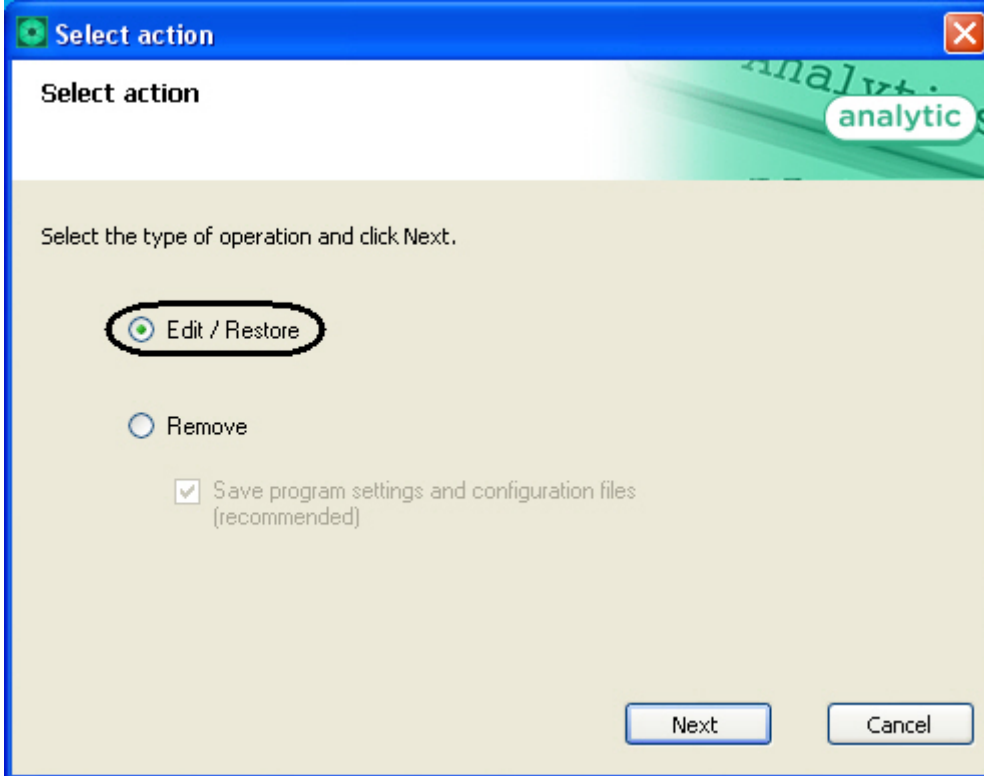 Select action
Select action
analytic
Select the type of operation and click Next.
Edit / Restore
Remove
Save program settings and configuration files
(recommended)
Next
Cancel